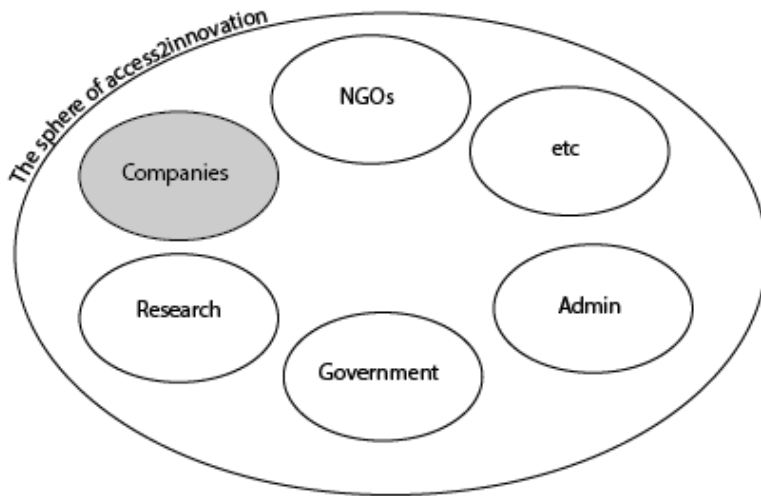 The sphere of access2innovation
NGOs
etc
Companies
Research
Admin
Government